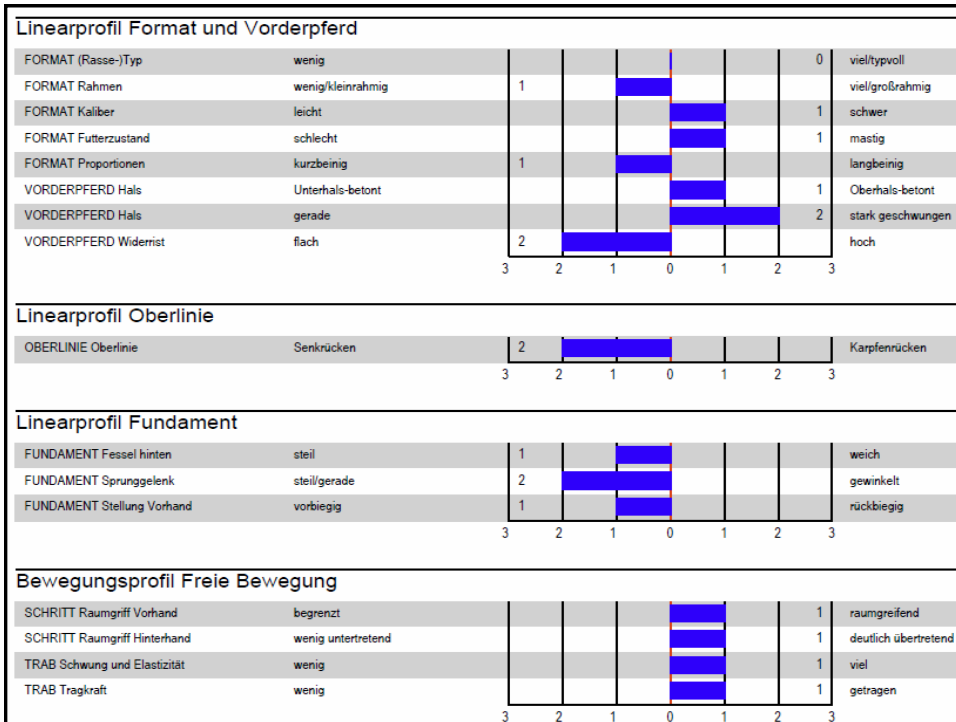 Linearprofil Format und Vorderpferd
FORMAT (Rasse-)Typ wenig 0 viel/typvoll
FORMAT Rahmen wenig/kleinrahmig 1 viel/großrahmig
FORMAT Kaliber leicht 1 schwer
FORMAT Futterzustand schlecht 1 mastig
FORMAT Proportionen kurzbeinig 1 langbeinig
VORDERPFERD Hals Unterhals-betont 1 Oberhals-betont
VORDERPFERD Hals gerade 2 stark geschwungen
VORDERPFERD Widerrist flach 2 hoch
3 2 1 0 1 2 3
Linearprofil Oberlinie
OBERLINIE Oberlinie Senkrücken 2 Karpfenrücken
3 2 1 0 1 2 3
Linearprofil Fundament
FUNDAMENT Fessel hinten steil 1 weich
FUNDAMENT Sprunggelenk steil/gerade 2 gewinkelt
FUNDAMENT Stellung Vorhand vorbiegig 1 rückbiegig
3 2 1 0 1 2 3
Bewegungsprofil Freie Bewegung
SCHRITT Raumgriff Vorhand begrenzt 1 raumgreifend
SCHRITT Raumgriff Hinterhand wenig untertretend 1 deutlich übertretend
TRAB Schwung und Elastizität wenig 1 viel
TRAB Tragkraft wenig 1 getragen
3 2 1 0 1 2 3